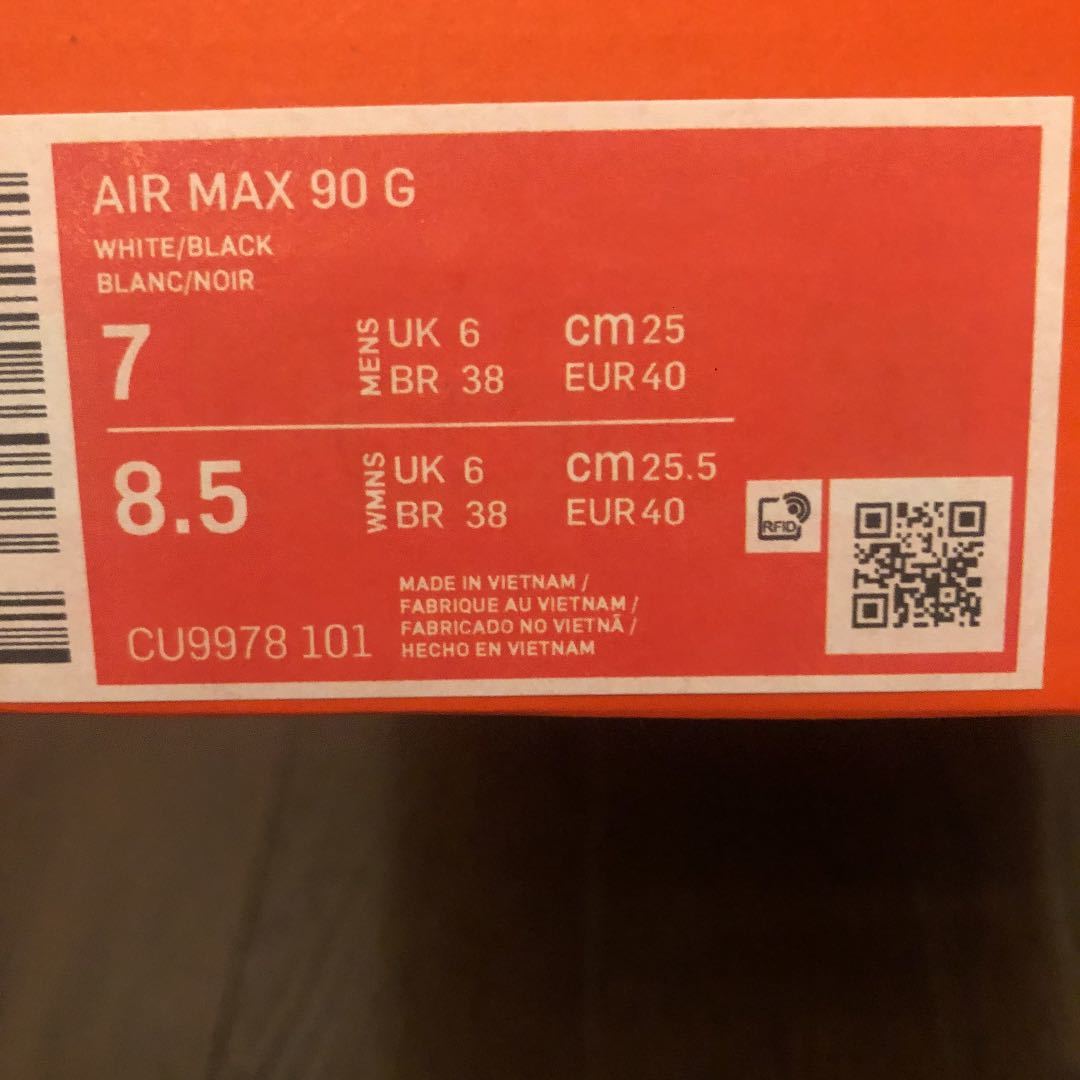 AIR MAX 90 G
WHITE/BLACK
BLANC/NOIR
7 MENS UK 6 cm 25
BR 38 EUR 40
8.5 WMNS UK 6 cm 25.5
BR 38 EUR 40
RFID
MADE IN VIETNAM /
FABRIQUE AU VIETNAM /
FABRICADO NO VIETNÃ /
HECHO EN VIETNAM
CU9978 101